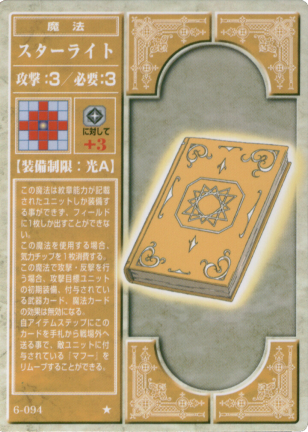 魔法
スターライト
攻撃:3／必要:3
に対して
+3
【装備制限：光A】
この魔法は紋章能力が記載
されたユニットしか装備す
る事ができず、フィールド
に1枚しか出すことができな
い。
この魔法を使用する場合、
気力チップを1枚消費する。
この魔法で攻撃・反撃を行
う場合、攻撃目標ユニット
の初期装備、付与されてい
る武器カード、魔法カード
の効果は無効になる。
自アイテムステップにこの
カードを手札から戦場外へ
送る事で、敵ユニットに付
与されている「マフー」を
リムーブすることができる。
6-094